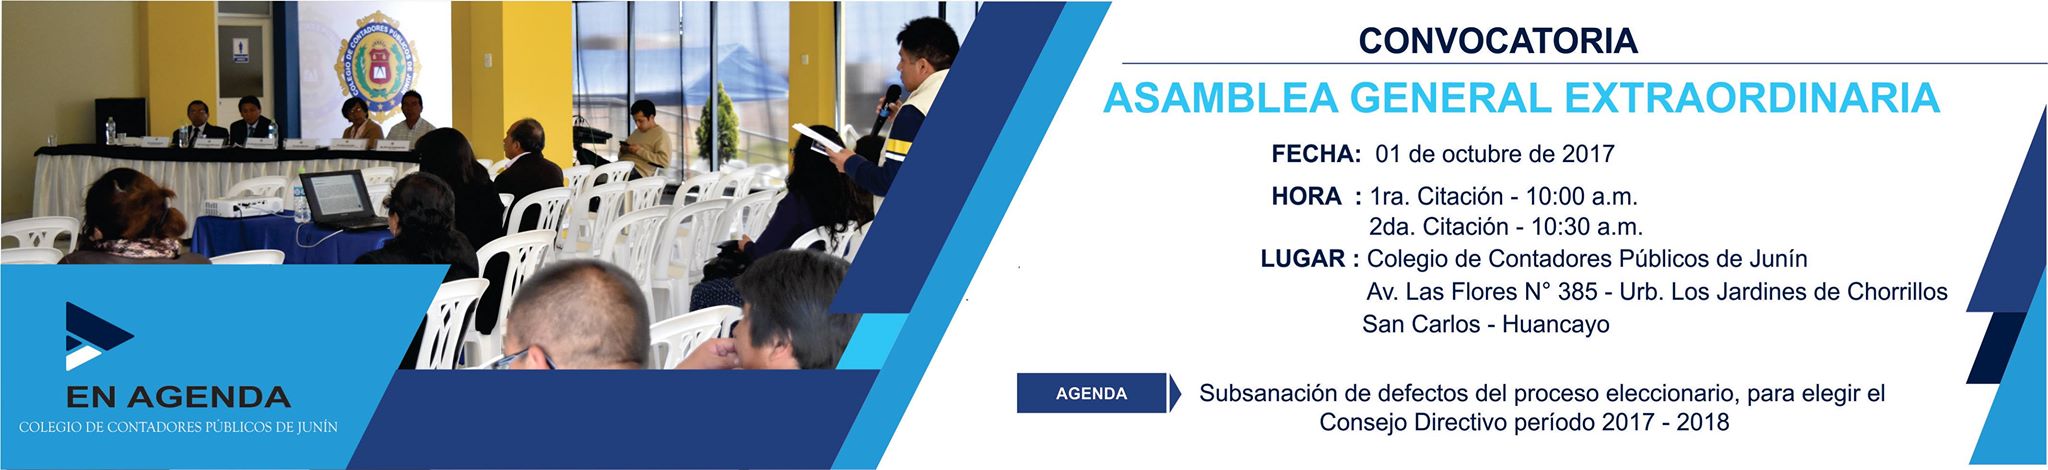 COLEGIO DE CONTADORES PÚBLICOS DE JUNÍN
EN AGENDA
COLEGIO DE CONTADORES PÚBLICOS DE JUNÍN
CONVOCATORIA
ASAMBLEA GENERAL EXTRAORDINARIA
FECHA: 01 de octubre de 2017
HORA : 1ra. Citación - 10:00 a.m.
2da. Citación - 10:30 a.m.
LUGAR : Colegio de Contadores Públicos de Junín
Av. Las Flores N° 385 - Urb. Los Jardines de Chorrillos
San Carlos - Huancayo
AGENDA
Subsanación de defectos del proceso eleccionario, para elegir el
Consejo Directivo período 2017 - 2018